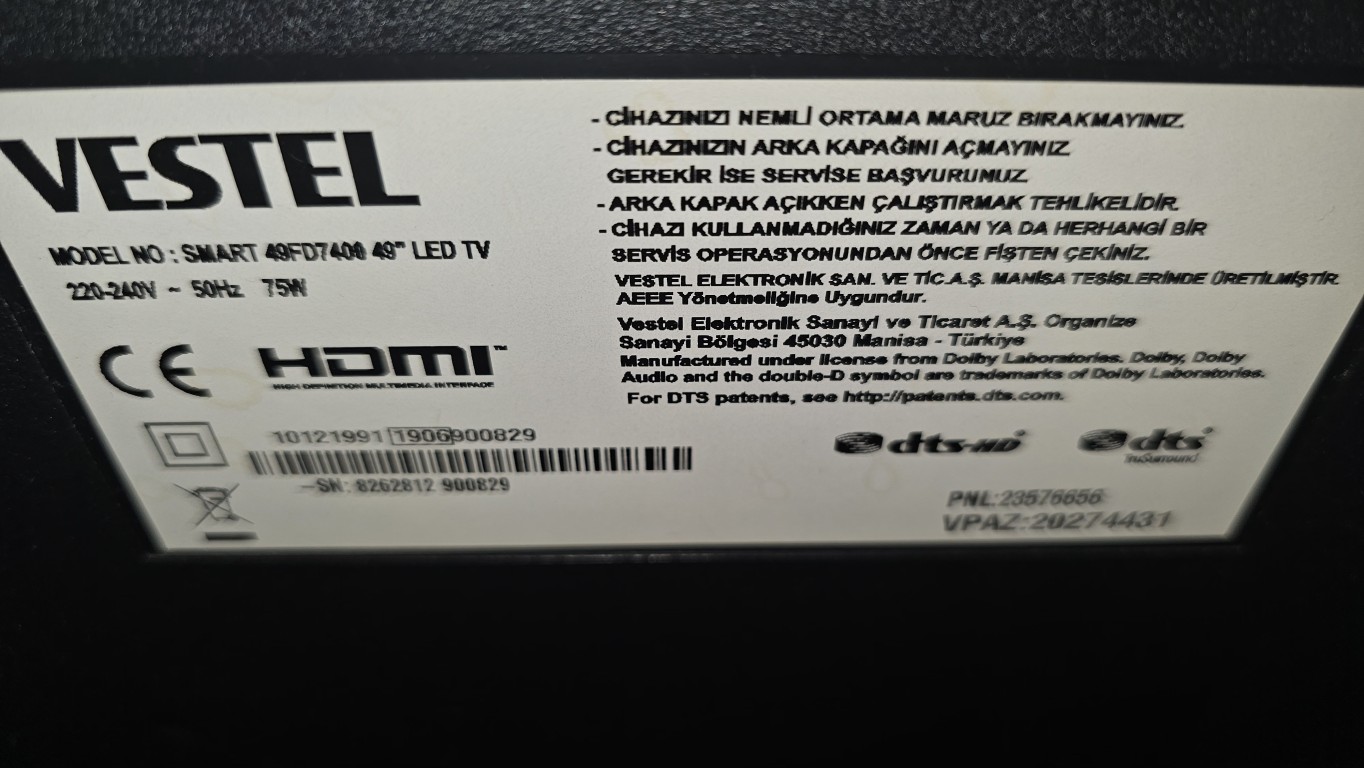 VESTEL
MODEL NO : SMART 49FD7400 49" LED TV
220-240V ~ 50Hz 75W
CE HDMI™
HIGH DEFINITION MULTIMEDIA INTERFACE
10121991 1906900829
SN: 8262812 900829
- CİHAZINIZI NEMLİ ORTAMA MARUZ BIRAKMAYINIZ.
- CİHAZINIZIN ARKA KAPAĞINI AÇMAYINIZ
GEREKİR İSE SERVİSE BAŞVURUNUZ
- ARKA KAPAK AÇIKKEN ÇALIŞTIRMAK TEHLİKELİDİR.
- CİHAZI KULLANMADIĞINIZ ZAMAN YA DA HERHANGİ BİR
SERVİS OPERASYONUNDAN ÖNCE FİŞTEN ÇEKİNİZ.
VESTEL ELEKTRONİK SAN. VE TİC.A.Ş. MANİSA TESİSLERİNDE ÜRETİLMİŞTİR.
AEEE Yönetmeliğine Uygundur.
Vestel Elektronik Sanayi ve Ticaret A.Ş. Organize
Sanayi Bölgesi 45030 Manisa - Türkiye
Manufactured under license from Dolby Laboratories. Dolby, Dolby
Audio and the double-D symbol are trademarks of Dolby Laboratories.
For DTS patents, see http://patents.dts.com.
dts-HD dts
TruSurround
PNL:23576656
VPAZ:20274431